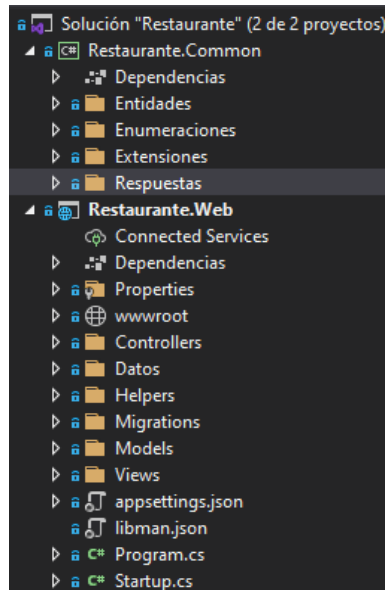 Solución "Restaurante" (2 de 2 proyectos)
C# Restaurante.Common
Dependencias
Entidades
Enumeraciones
Extensiones
Respuestas
Restaurante.Web
Connected Services
Dependencias
Properties
wwwroot
Controllers
Datos
Helpers
Migrations
Models
Views
appsettings.json
libman.json
C# Program.cs
C# Startup.cs